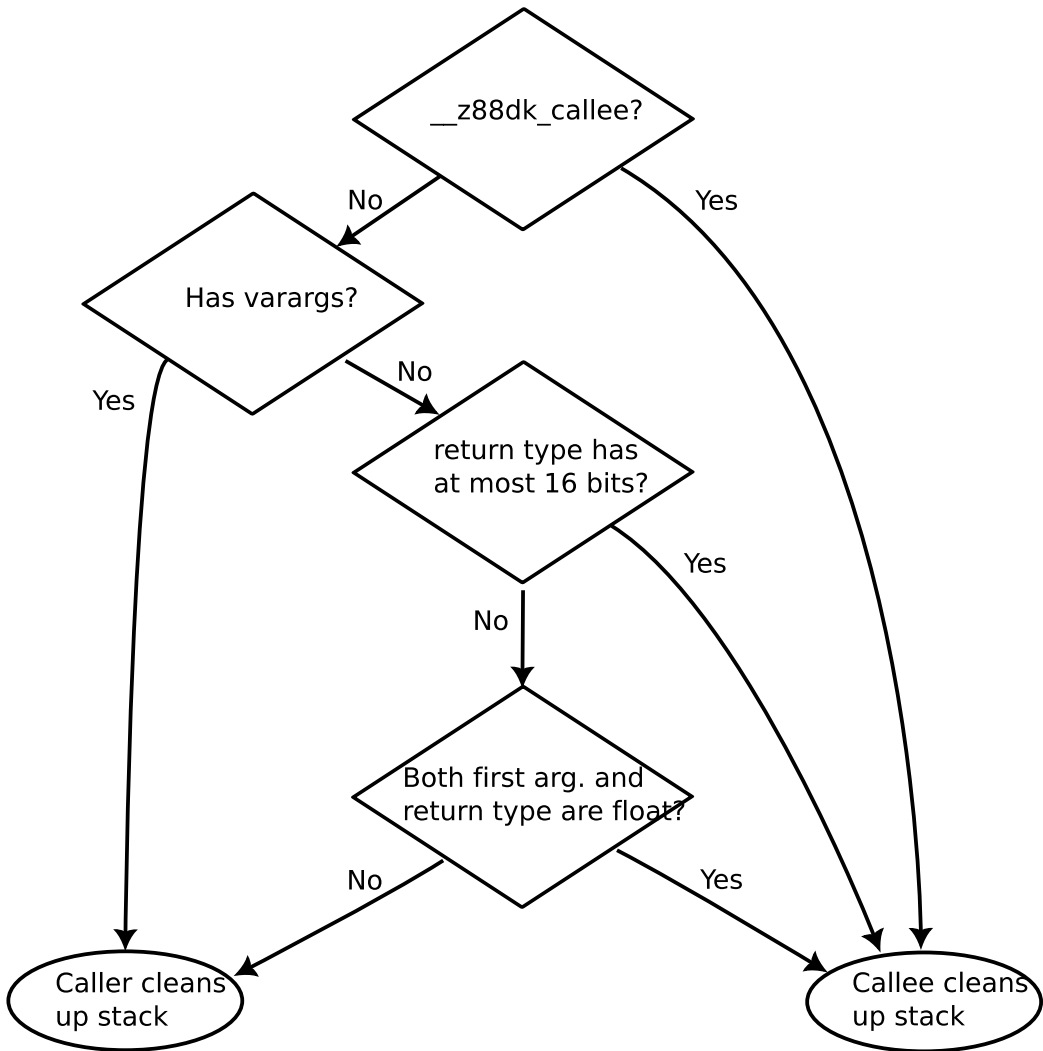 __z88dk_callee?
No
Yes
Has varargs?
No
Yes
return type has
at most 16 bits?
Yes
No
Both first arg. and
return type are float?
No
Yes
Caller cleans
up stack
Callee cleans
up stack